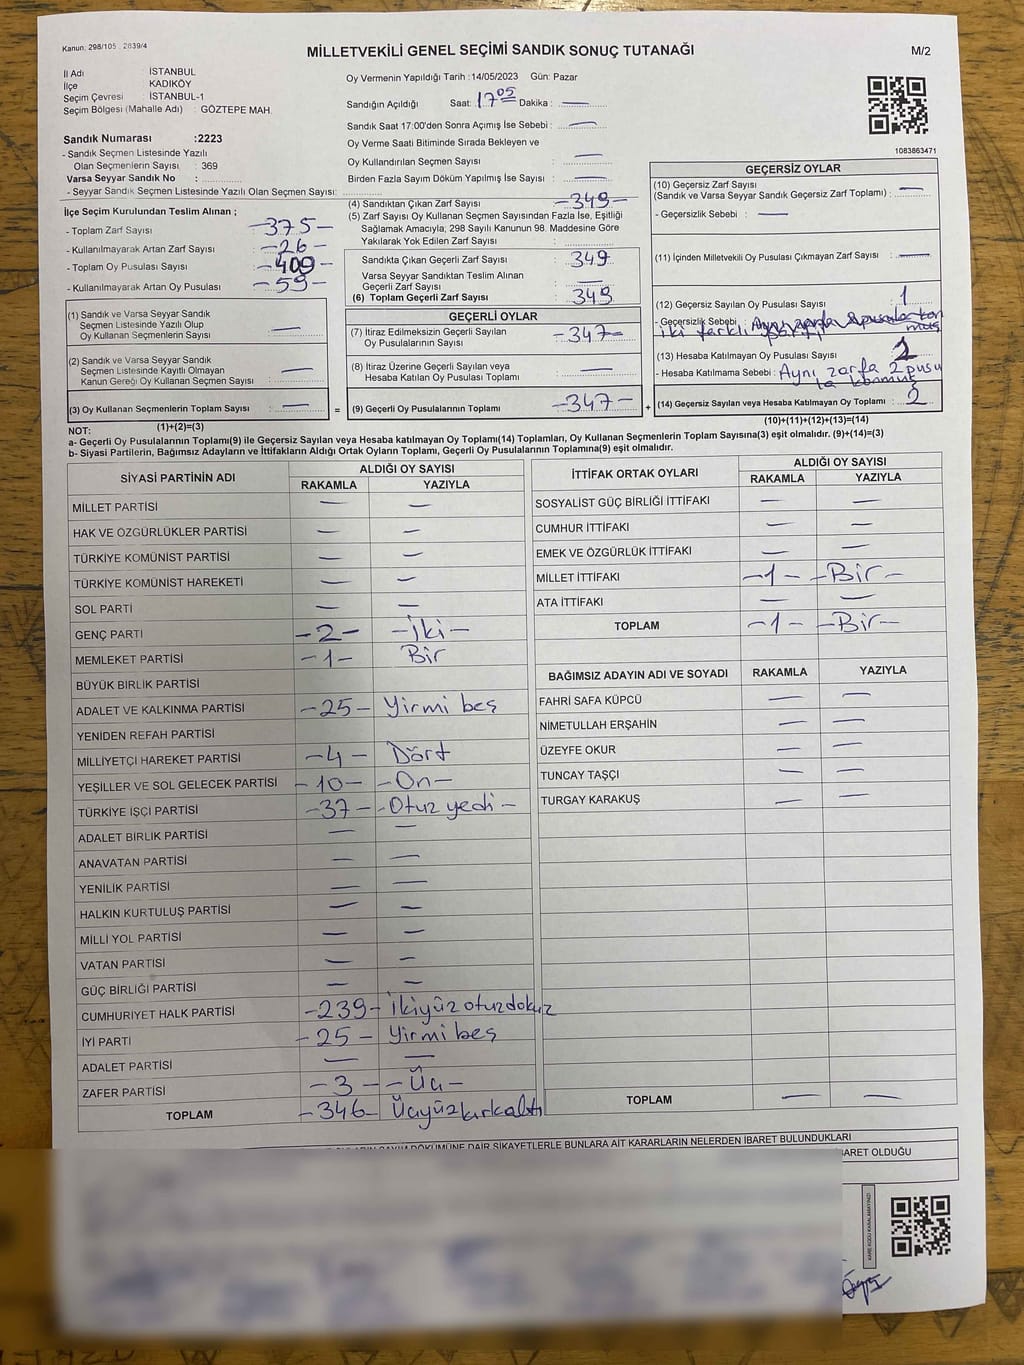 Kanun: 298/105 - 2839/4
MİLLETVEKİLİ GENEL SEÇİMİ SANDIK SONUÇ TUTANAĞI
M/2
İl Adı İSTANBUL
İlçe KADIKÖY
Seçim Çevresi İSTANBUL-1
Seçim Bölgesi (Mahalle Adı) : GÖZTEPE MAH.
Sandık Numarası :2223
- Sandık Seçmen Listesinde Yazılı
Olan Seçmenlerin Sayısı : 369
Varsa Seyyar Sandık No :
- Seyyar Sandık Seçmen Listesinde Yazılı Olan Seçmen Sayısı:
Oy Vermenin Yapıldığı Tarih :14/05/2023 Gün: Pazar
Sandığın Açıldığı Saat: 17 05 Dakika : —
Sandık Saat 17:00'den Sonra Açımış İse Sebebi : —
Oy Verme Saati Bitiminde Sırada Bekleyen ve
Oy Kullandırılan Seçmen Sayısı : —
Birden Fazla Sayım Döküm Yapılmış İse Sayısı : —
1083863471
İlçe Seçim Kurulundan Teslim Alınan ;
- Toplam Zarf Sayısı -375-
- Kullanılmayarak Artan Zarf Sayısı -26-
- Toplam Oy Pusulası Sayısı -409-
- Kullanılmayarak Artan Oy Pusulası -59-
(1) Sandık ve Varsa Seyyar Sandık
Seçmen Listesinde Yazılı Olup
Oy Kullanan Seçmenlerin Sayısı : —
(2) Sandık ve Varsa Seyyar Sandık
Seçmen Listesinde Kayıtlı Olmayan
Kanun Gereği Oy Kullanan Seçmen Sayısı : —
(3) Oy Kullanan Seçmenlerin Toplam Sayısı : — =
(1)+(2)=(3)
(4) Sandıktan Çıkan Zarf Sayısı : -349-
(5) Zarf Sayısı Oy Kullanan Seçmen Sayısından Fazla İse, Eşitliği
Sağlamak Amacıyla, 298 Sayılı Kanunun 98. Maddesine Göre
Yakılarak Yok Edilen Zarf Sayısı :
Sandıkta Çıkan Geçerli Zarf Sayısı : 349
Varsa Seyyar Sandıktan Teslim Alınan
Geçerli Zarf Sayısı :
(6) Toplam Geçerli Zarf Sayısı : 349
GEÇERLİ OYLAR
(7) İtiraz Edilmeksizin Geçerli Sayılan
Oy Pusulalarının Sayısı : -347-
(8) İtiraz Üzerine Geçerli Sayılan veya
Hesaba Katılan Oy Pusulası Toplamı : —
(9) Geçerli Oy Pusulalarının Toplamı : -347- +
GEÇERSİZ OYLAR
(10) Geçersiz Zarf Sayısı
(Sandık ve Varsa Seyyar Sandık Geçersiz Zarf Toplamı) : —
- Geçersizlik Sebebi : —
(11) İçinden Milletvekili Oy Pusulası Çıkmayan Zarf Sayısı : —
(12) Geçersiz Sayılan Oy Pusulası Sayısı : 1
- Geçersizlik Sebebi :
iki farklı
(13) Hesaba Katılmayan Oy Pusulası Sayısı :
- Hesaba Katılmama Sebebi : Aynı zarfa 2 pusu
la konmuş
(14) Geçersiz Sayılan veya Hesaba Katılmayan Oy Toplamı : 2
(10)+(11)+(12)+(13)=(14)
NOT:
a- Geçerli Oy Pusulalarının Toplamı(9) ile Geçersiz Sayılan veya Hesaba katılmayan Oy Toplamı(14) Toplamları, Oy Kullanan Seçmenlerin Toplam Sayısına(3) eşit olmalıdır. (9)+(14)=(3)
b- Siyasi Partilerin, Bağımsız Adayların ve İttifakların Aldığı Ortak Oyların Toplamı, Geçerli Oy Pusulalarının Toplamına(9) eşit olmalıdır.
SİYASİ PARTİNİN ADI ALDIĞI OY SAYISI
RAKAMLA YAZIYLA
MİLLET PARTİSİ — —
HAK VE ÖZGÜRLÜKLER PARTİSİ — —
TÜRKİYE KOMÜNİST PARTİSİ — —
TÜRKİYE KOMÜNİST HAREKETİ — —
SOL PARTİ — —
GENÇ PARTİ -2- -İki-
MEMLEKET PARTİSİ -1- Bir
BÜYÜK BİRLİK PARTİSİ
ADALET VE KALKINMA PARTİSİ -25- Yirmi beş
YENİDEN REFAH PARTİSİ
MİLLİYETÇİ HAREKET PARTİSİ -4- Dört
YEŞİLLER VE SOL GELECEK PARTİSİ -10- -On-
TÜRKİYE İŞÇİ PARTİSİ -37- -Otuz yedi-
ADALET BİRLİK PARTİSİ — —
ANAVATAN PARTİSİ — —
YENİLİK PARTİSİ — —
HALKIN KURTULUŞ PARTİSİ — —
MİLLİ YOL PARTİSİ — —
VATAN PARTİSİ — —
GÜÇ BİRLİĞİ PARTİSİ — —
CUMHURİYET HALK PARTİSİ -239- İkiyüz otuzdokuz
İYİ PARTİ -25- Yirmi beş
ADALET PARTİSİ — —
ZAFER PARTİSİ -3- -Üç-
TOPLAM -346- Üçyüzkırkaltı
İTTİFAK ORTAK OYLARI ALDIĞI OY SAYISI
RAKAMLA YAZIYLA
SOSYALİST GÜÇ BİRLİĞİ İTTİFAKI — —
CUMHUR İTTİFAKI — —
EMEK VE ÖZGÜRLÜK İTTİFAKI — —
MİLLET İTTİFAKI -1- -Bir-
ATA İTTİFAKI — —
TOPLAM -1- -Bir-
BAĞIMSIZ ADAYIN ADI VE SOYADI RAKAMLA YAZIYLA
FAHRİ SAFA KÜPCÜ — —
NİMETULLAH ERŞAHİN — —
ÜZEYFE OKUR — —
TUNCAY TAŞÇI — —
TURGAY KARAKUŞ — —
TOPLAM — —
DÖKÜMÜNE DAİR ŞİKAYETLERLE BUNLARA AİT KARARLARIN NELERDEN İBARET BULUNDUKLARI
OLDUĞU